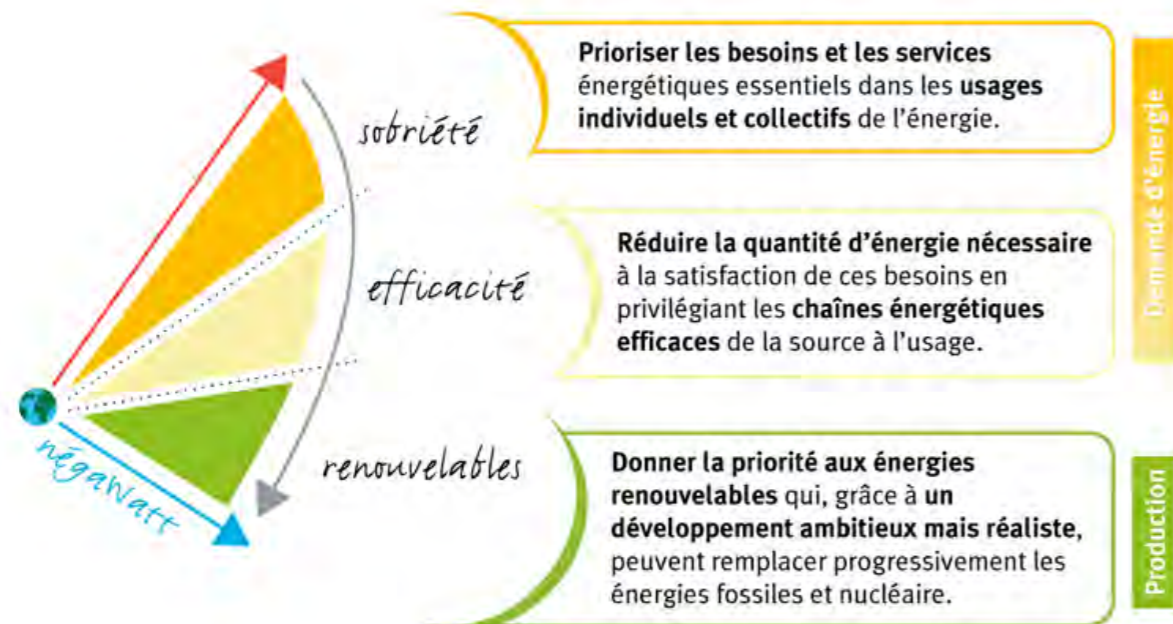 sobriété
Prioriser les besoins et les services
énergétiques essentiels dans les usages
individuels et collectifs de l'énergie.
efficacité
Réduire la quantité d'énergie nécessaire
à la satisfaction de ces besoins en
privilégiant les chaînes énergétiques
efficaces de la source à l'usage.
Demande d'énergie
renouvelables
Donner la priorité aux énergies
renouvelables qui, grâce à un
développement ambitieux mais réaliste,
peuvent remplacer progressivement les
énergies fossiles et nucléaire.
Production
négaWatt